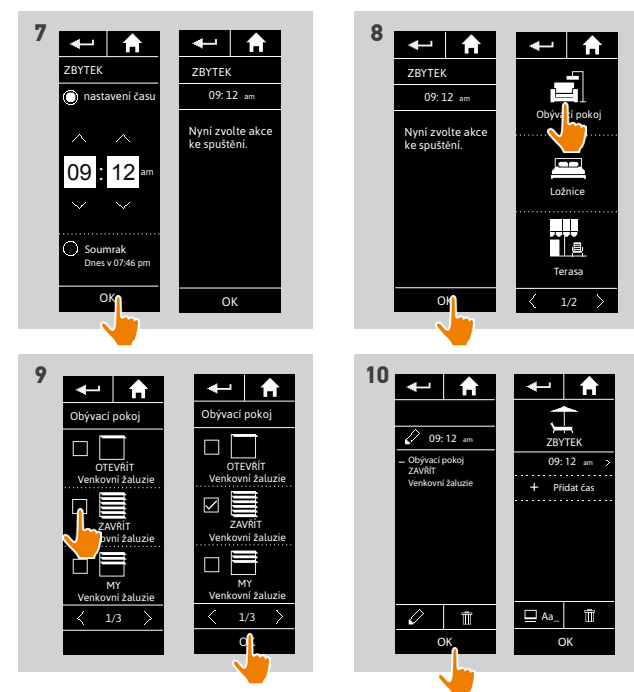 7
ZBYTEK
nastavení času
09 : 12 am
Soumrak
Dnes v 07:46 pm
OK
ZBYTEK
09: 12 am
Nyní zvolte akce
ke spuštění.
OK
8
ZBYTEK
09: 12 am
Nyní zvolte akce
ke spuštění.
OK
Obývací pokoj
Ložnice
Terasa
1/2
9
Obývací pokoj
OTEVŘÍT
Venkovní žaluzie
ZAVŘÍT
Venkovní žaluzie
MY
Venkovní žaluzie
1/3
Obývací pokoj
OTEVŘÍT
Venkovní žaluzie
ZAVŘÍT
Venkovní žaluzie
MY
Venkovní žaluzie
1/3
OK
10
09: 12 am
– Obývací pokoj
ZAVŘÍT
Venkovní žaluzie
OK
ZBYTEK
09: 12 am
+ Přidat čas
Aa_
OK